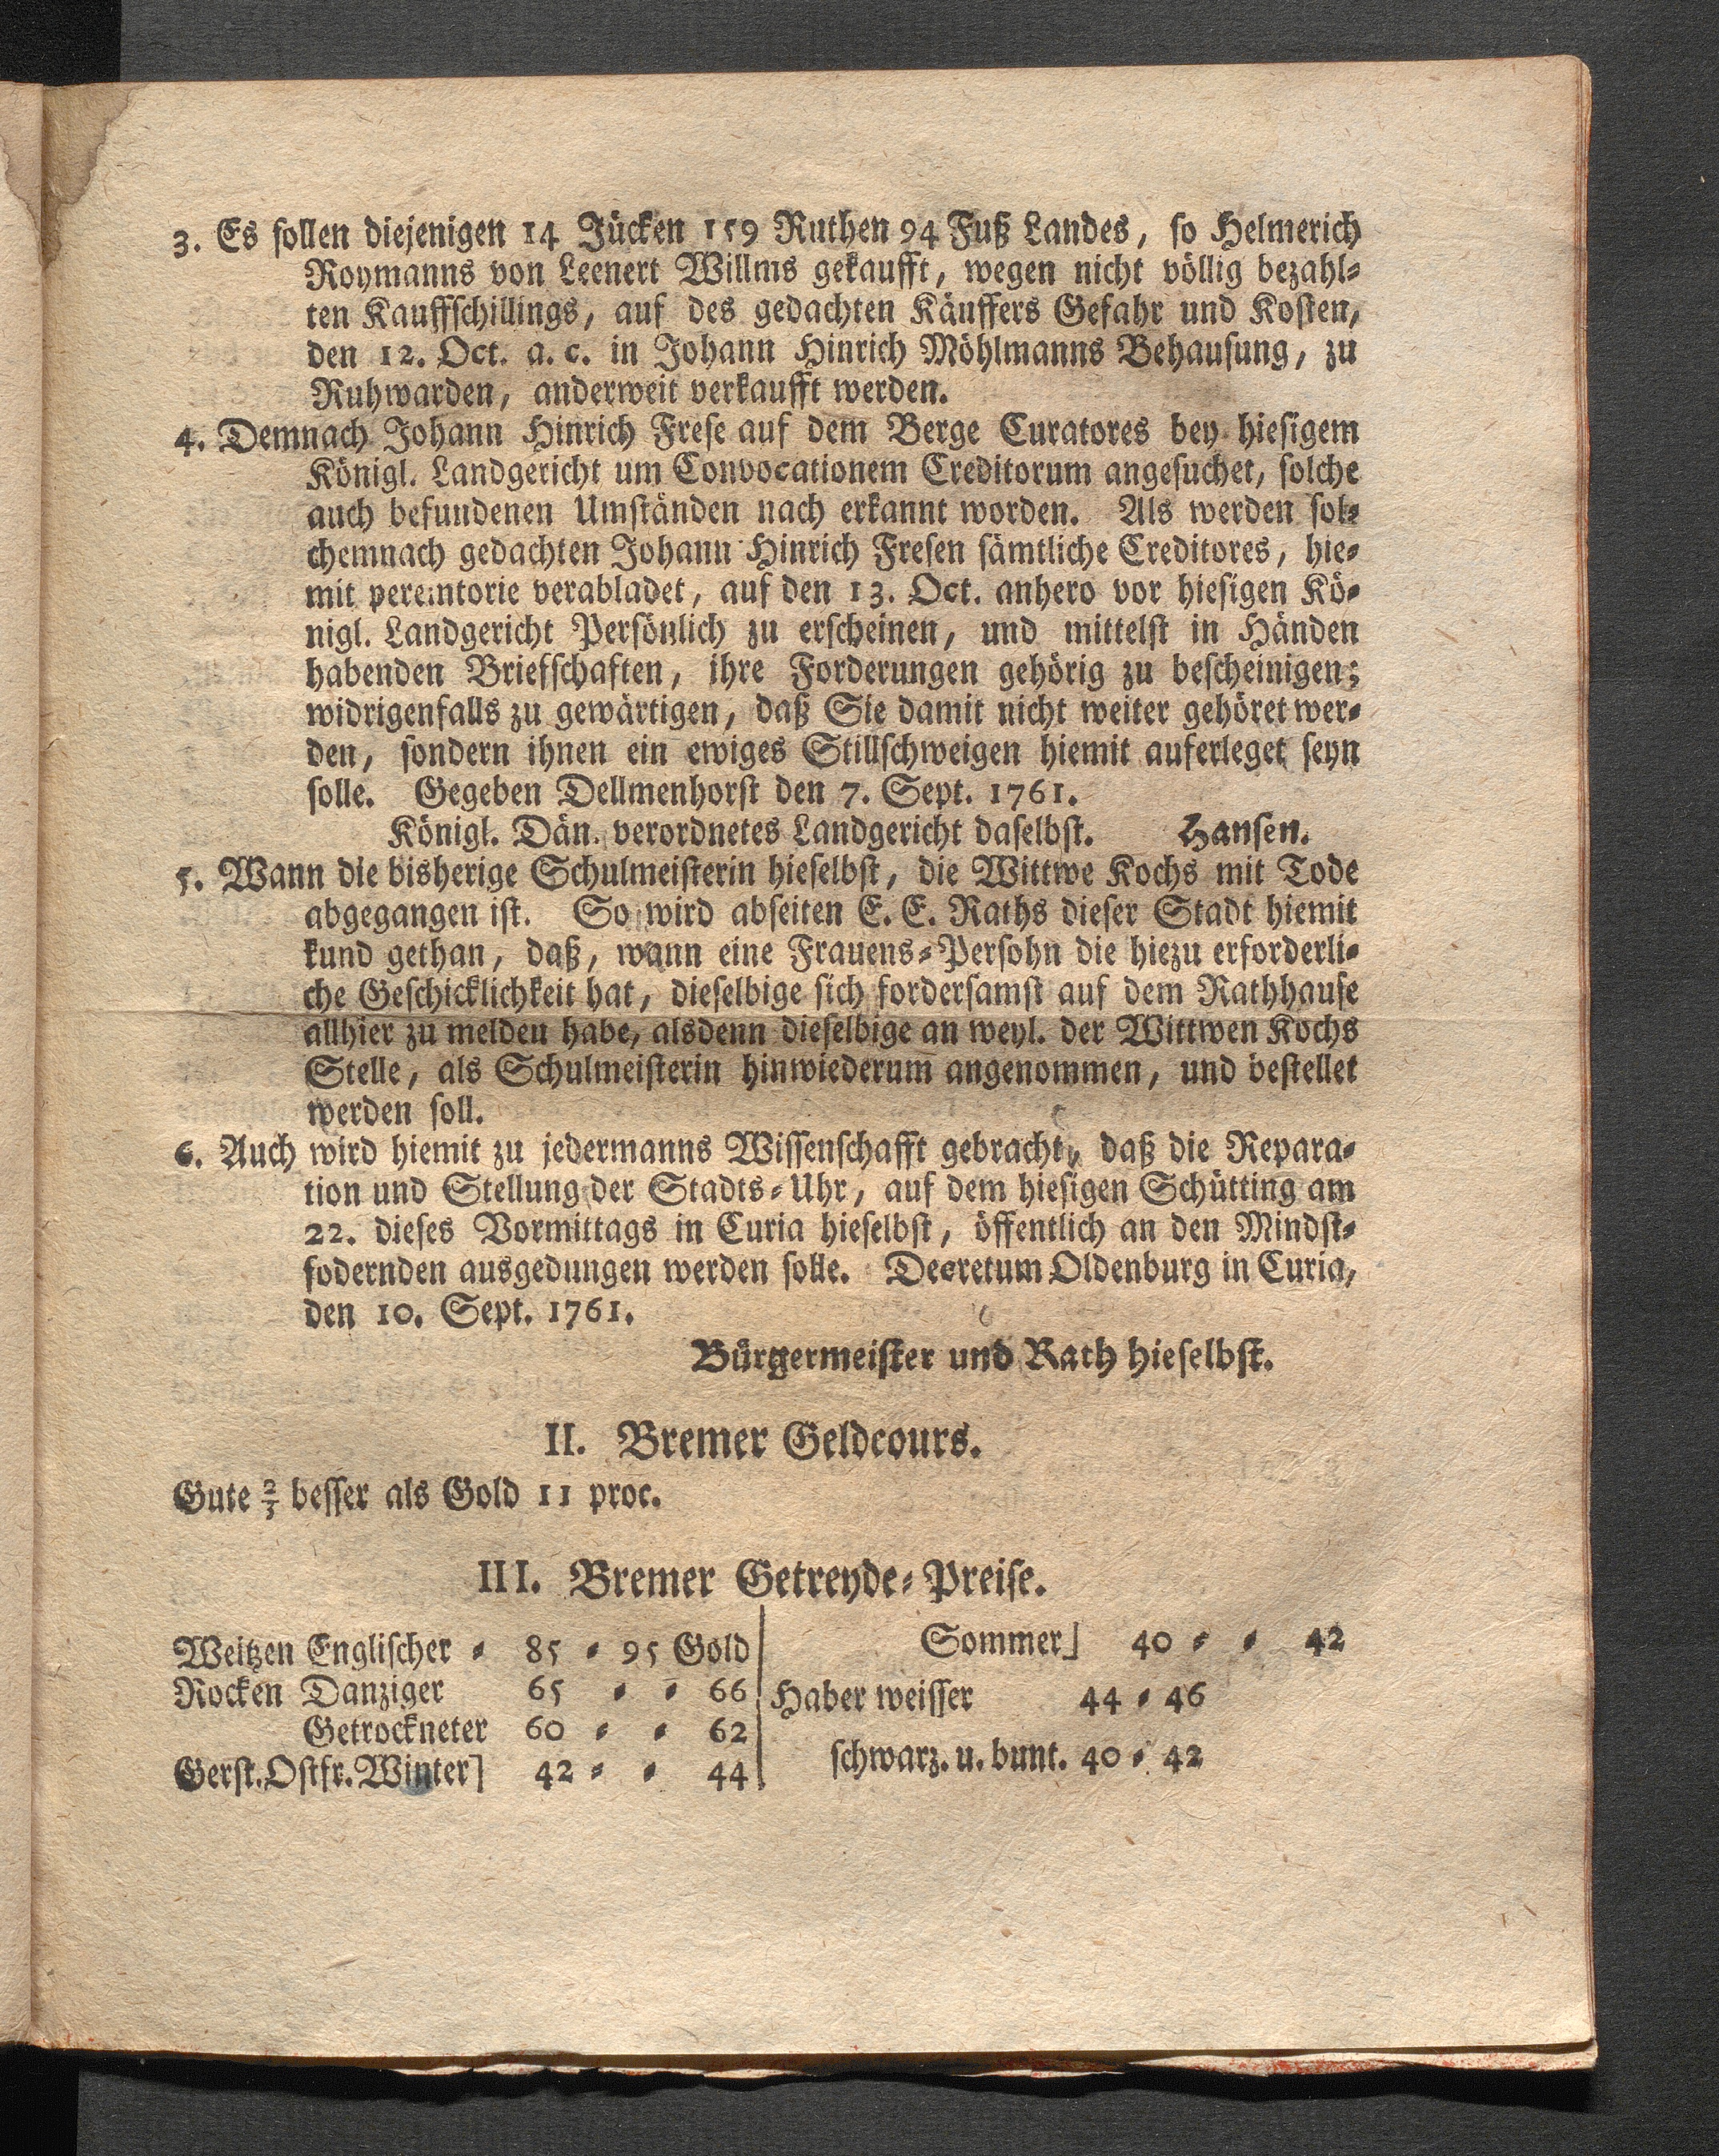 3. Es sollen diejenigen 14 Jücken 159 Ruthen 94 Fuß Landes, so Helmerich
Roymanns von Leenert Willms gekaufft, wegen nicht völlig bezahl-
ten Kauffschillings, auf des gedachten Käuffers Gefahr und Kosten,
den 12. Oct. a. c. in Johann Hinrich Möhlmanns Behausung, zu
Ruhwarden, anderweit verkaufft werden.
4. Demnach Johann Hinrich Frese auf dem Berge Curatores bey hiesigem
Königl. Landgericht um Convocationem Creditorum angesuchet, solche
auch befundenen Umständen nach erkannt worden. Als werden sol-
chemnach gedachten Johann Hinrich Fresen sämtliche Creditores, hie-
mit peremtorie verabladet, auf den 13. Oct. anhero vor hiesigen Kö-
nigl. Landgericht Persönlich zu erscheinen, und mittelst in Händen
habenden Briefschaften, ihre Forderungen gehörig zu bescheinigen;
widrigenfalls zu gewärtigen, daß Sie damit nicht weiter gehöret wer-
den, sondern ihnen ein ewiges Stillschweigen hiemit auferleget seyn
solle. Gegeben Dellmenhorst den 7. Sept. 1761.
Königl. Dän. verordnetes Landgericht daselbst. Hansen.
5. Wann die bisherige Schulmeisterin hieselbst, die Wittwe Kochs mit Tode
abgegangen ist. So wird abseiten E. E. Raths dieser Stadt hiemit
kund gethan, daß, wann eine Frauens-Persohn die hiezu erforderli-
che Geschicklichkeit hat, dieselbige sich fordersamst auf dem Rathhause
allhier zu melden habe, alsdenn dieselbige an weyl. der Wittwen Kochs
Stelle, als Schulmeisterin hinwiederum angenommen, und bestellet
werden soll.
6. Auch wird hiemit zu jedermanns Wissenschafft gebracht, daß die Repara-
tion und Stellung der Stadts-Uhr, auf dem hiesigen Schütting am
22. dieses Vormittags in Curia hieselbst, öffentlich an den Mindst-
fodernden ausgedungen werden solle. Decretum Oldenburg in Curia,
den 10. Sept. 1761.
Bürgermeister und Rath hieselbst.
II. Bremer Geldcours.
Gute 2/3 besser als Gold 11 proc.
III. Bremer Getreyde-Preise.
Weitzen Englischer - 85 - 95 Gold
Rocken Danziger 65 - - 66
Getrockneter 60 - - 62
Gerst. Ostfr. Winter] 42 - - 44
Sommer] 40 - - 42
Haber weisser 44 - 46
schwarz. u. bunt. 40 - 42